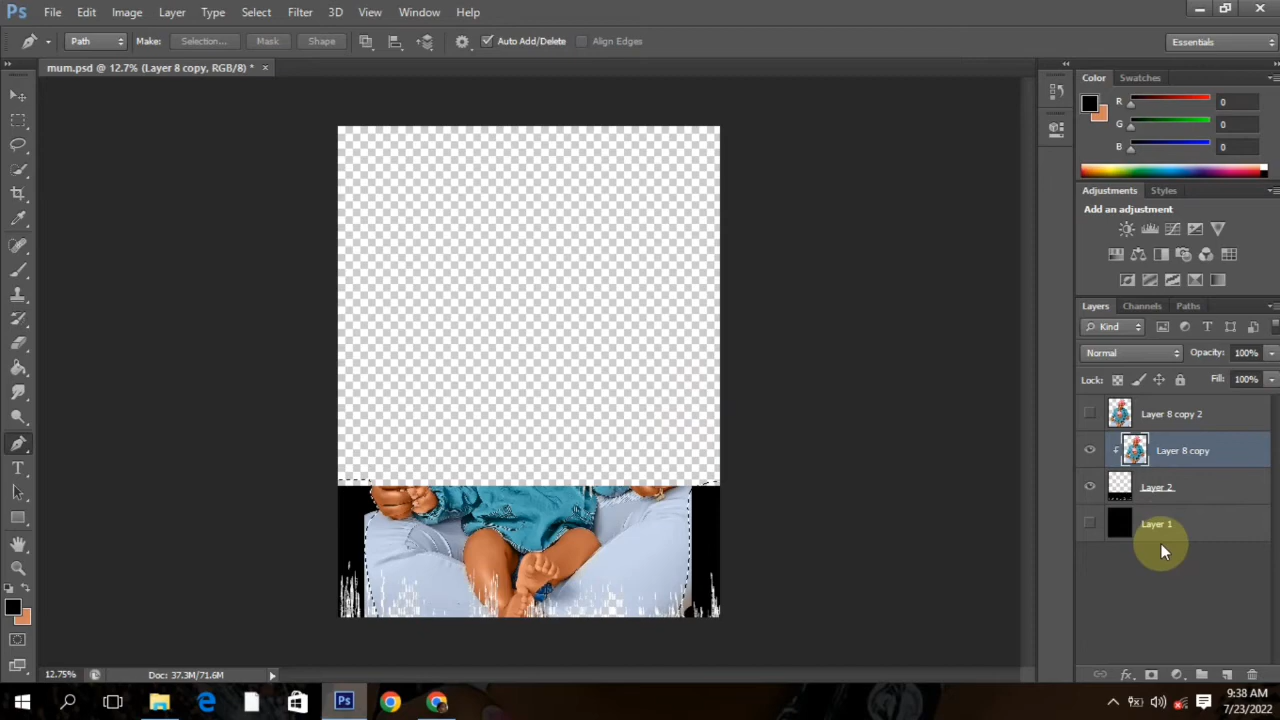 Ps File Edit Image Layer Type Select Filter 3D View Window Help
Path Make: Selection... Mask Shape Auto Add/Delete Align Edges Essentials
mum.psd @ 12.7% (Layer 8 copy, RGB/8) * ×
Color Swatches
R 0
G 0
B 0
Adjustments Styles
Add an adjustment
Layers Channels Paths
Kind
Normal Opacity: 100%
Lock: Fill: 100%
Layer 8 copy 2
Layer 8 copy
Layer 2
Layer 1
12.75% Doc: 37.3M/71.6M
Ps
9:38 AM
7/23/2022